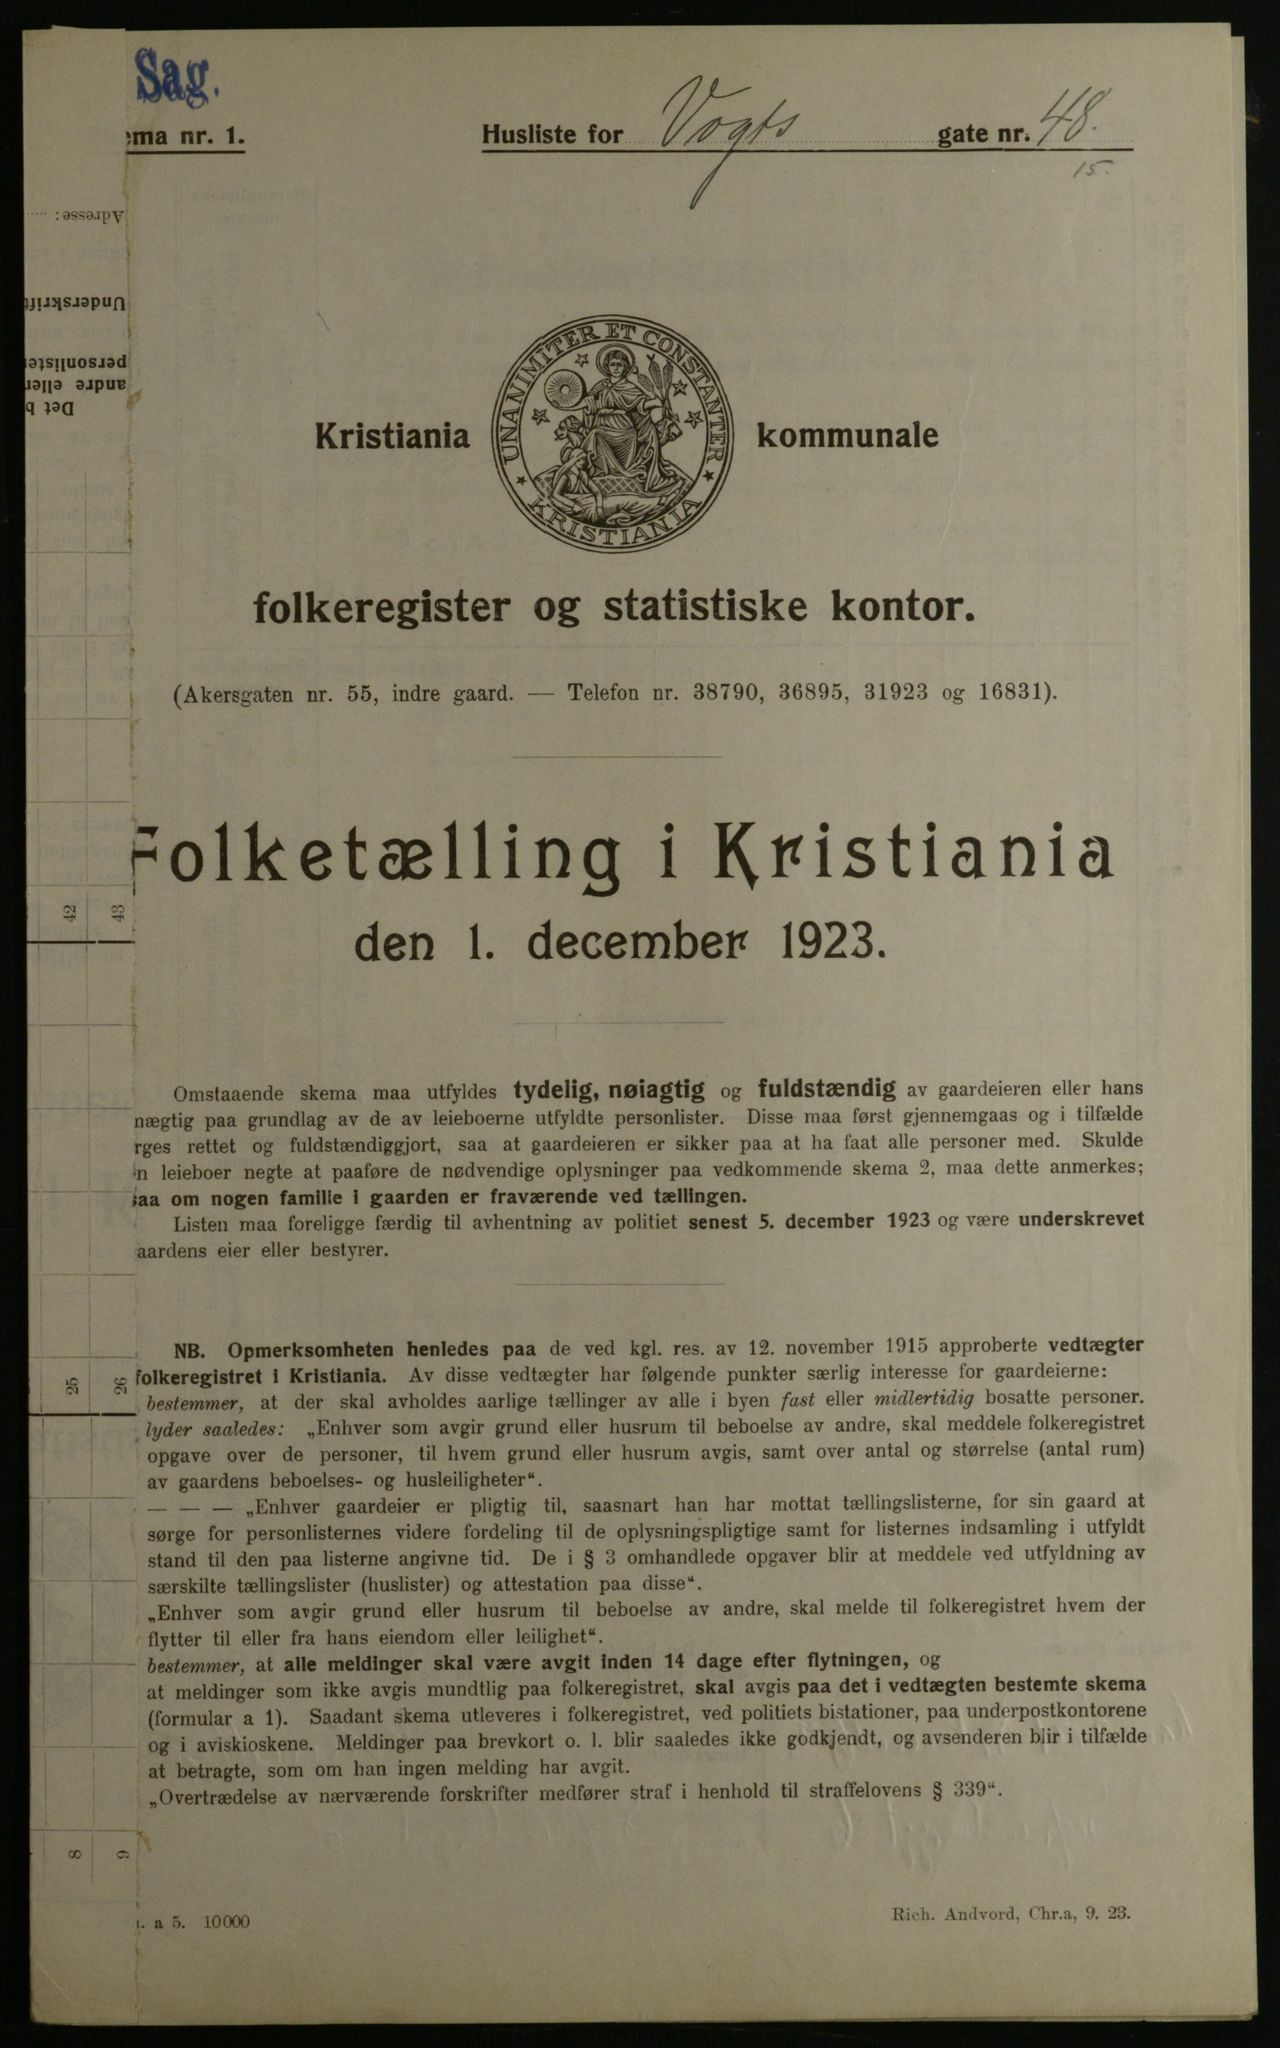 Sag.
ema nr. 1.
Husliste for Vogts gate nr. 48.
15.
Adresse:
Underskrift
personliste
andre eller
Det b
UNANIMITER ET CONSTANTER
KRISTIANIA
Kristiania kommunale
folkeregister og statistiske kontor.
(Akersgaten nr. 55, indre gaard. — Telefon nr. 38790, 36895, 31923 og 16831).
Folketælling i Kristiania
den 1. december 1923.
42 43
Omstaaende skema maa utfyldes tydelig, nøiagtig og fuldstændig av gaardeieren eller hans
nægtig paa grundlag av de av leieboerne utfyldte personlister. Disse maa først gjennemgaas og i tilfælde
rges rettet og fuldstændiggjort, saa at gaardeieren er sikker paa at ha faat alle personer med. Skulde
n leieboer negte at paaføre de nødvendige oplysninger paa vedkommende skema 2, maa dette anmerkes;
saa om nogen familie i gaarden er fraværende ved tællingen.
Listen maa foreligge færdig til avhentning av politiet senest 5. december 1923 og være underskrevet
aardens eier eller bestyrer.
NB. Opmerksomheten henledes paa de ved kgl. res. av 12. november 1915 approberte vedtægter
folkeregistret i Kristiania. Av disse vedtægter har følgende punkter særlig interesse for gaardeierne:
25 26
bestemmer, at der skal avholdes aarlige tællinger av alle i byen fast eller midlertidig bosatte personer.
lyder saaledes: „Enhver som avgir grund eller husrum til beboelse av andre, skal meddele folkeregistret
opgave over de personer, til hvem grund eller husrum avgis, samt over antal og størrelse (antal rum)
av gaardens beboelses- og husleiligheter“.
— — — „Enhver gaardeier er pligtig til, saasnart han har mottat tællingslisterne, for sin gaard at
sørge for personlisternes videre fordeling til de oplysningspligtige samt for listernes indsamling i utfyldt
stand til den paa listerne angivne tid. De i § 3 omhandlede opgaver blir at meddele ved utfyldning av
særskilte tællingslister (huslister) og attestation paa disse“.
„Enhver som avgir grund eller husrum til beboelse av andre, skal melde til folkeregistret hvem der
flytter til eller fra hans eiendom eller leilighet“.
bestemmer, at alle meldinger skal være avgit inden 14 dage efter flytningen, og
at meldinger som ikke avgis mundtlig paa folkeregistret, skal avgis paa det i vedtægten bestemte skema
(formular a 1). Saadant skema utleveres i folkeregistret, ved politiets bistationer, paa underpostkontorene
og i aviskioskene. Meldinger paa brevkort o. l. blir saaledes ikke godkjendt, og avsenderen blir i tilfælde
at betragte, som om han ingen melding har avgit.
„Overtrædelse av nærværende forskrifter medfører straf i henhold til straffelovens § 339“.
8 9
a 5. 10000
Rich. Andvord, Chr.a, 9. 23.